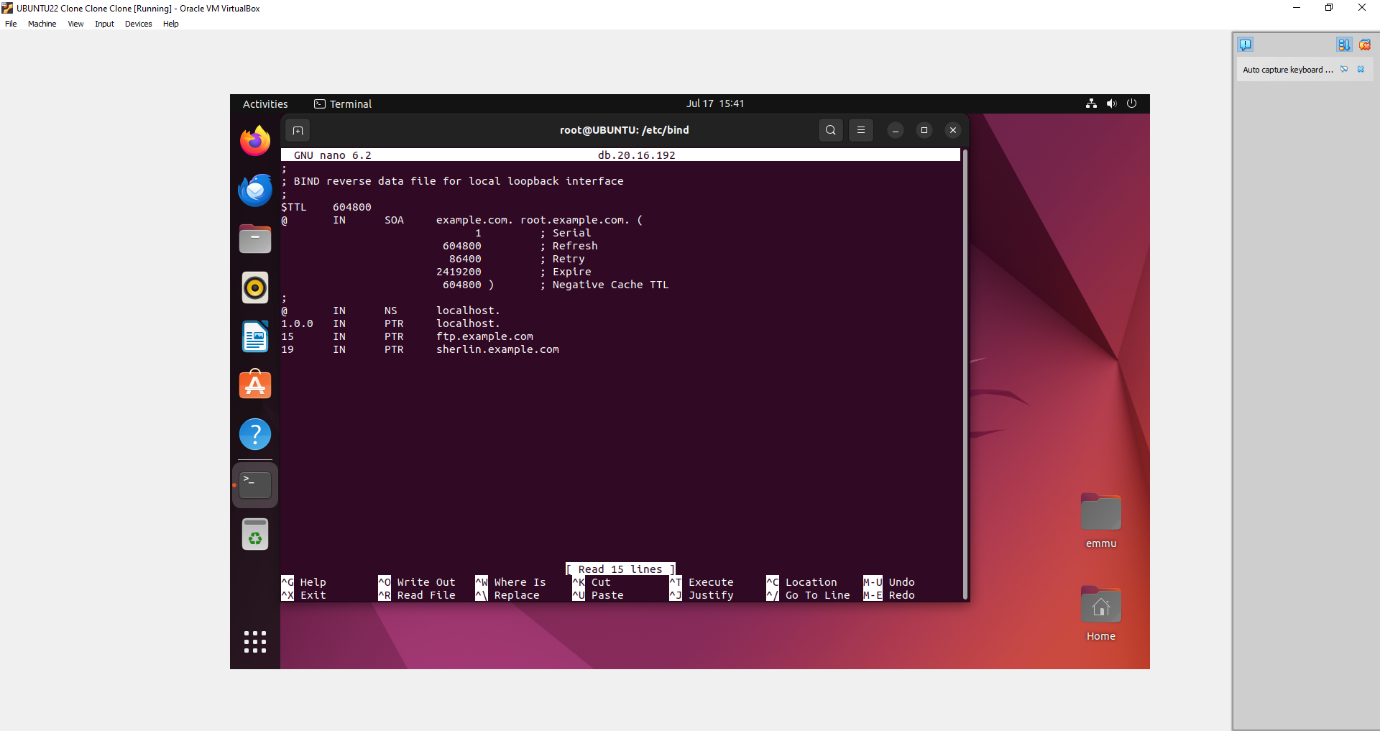 UBUNTU22 Clone Clone Clone [Running] - Oracle VM VirtualBox
File Machine View Input Devices Help
Auto capture keyboard ...
Activities Terminal Jul 17 15:41
root@UBUNTU: /etc/bind
GNU nano 6.2 db.20.16.192
;
; BIND reverse data file for local loopback interface
;
$TTL 604800
@ IN SOA example.com. root.example.com. (
1 ; Serial
604800 ; Refresh
86400 ; Retry
2419200 ; Expire
604800 ) ; Negative Cache TTL
;
@ IN NS localhost.
1.0.0 IN PTR localhost.
15 IN PTR ftp.example.com
19 IN PTR sherlin.example.com
[ Read 15 lines ]
^G Help ^O Write Out ^W Where Is ^K Cut ^T Execute ^C Location M-U Undo
^X Exit ^R Read File ^\ Replace ^U Paste ^J Justify ^/ Go To Line M-E Redo
emmu
Home